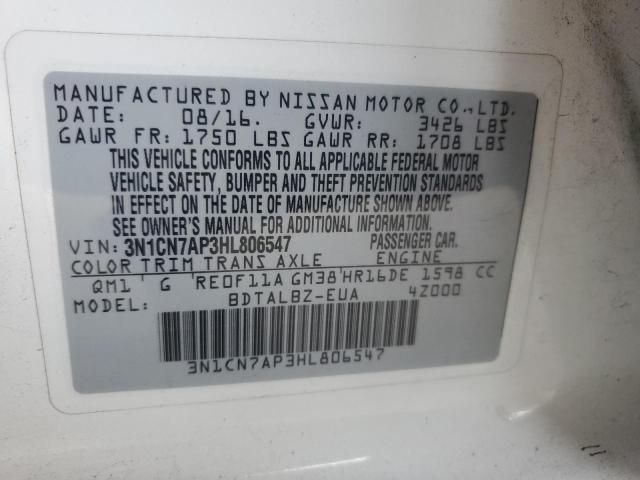 MANUFACTURED BY NISSAN MOTOR CO.,LTD.
DATE: 08/16. GVWR: 3426 LBS
GAWR FR: 1750 LBS GAWR RR: 1708 LBS
THIS VEHICLE CONFORMS TO ALL APPLICABLE FEDERAL MOTOR
VEHICLE SAFETY, BUMPER AND THEFT PREVENTION STANDARDS
IN EFFECT ON THE DATE OF MANUFACTURE SHOWN ABOVE.
SEE OWNER'S MANUAL FOR ADDITIONAL INFORMATION.
VIN: 3N1CN7AP3HL806547 PASSENGER CAR.
COLOR TRIM TRANS AXLE ENGINE
QM1 G RE0F11A GM38 HR16DE 1598 CC
MODEL: BDTALBZ-EUA 4Z000
3N1CN7AP3HL806547